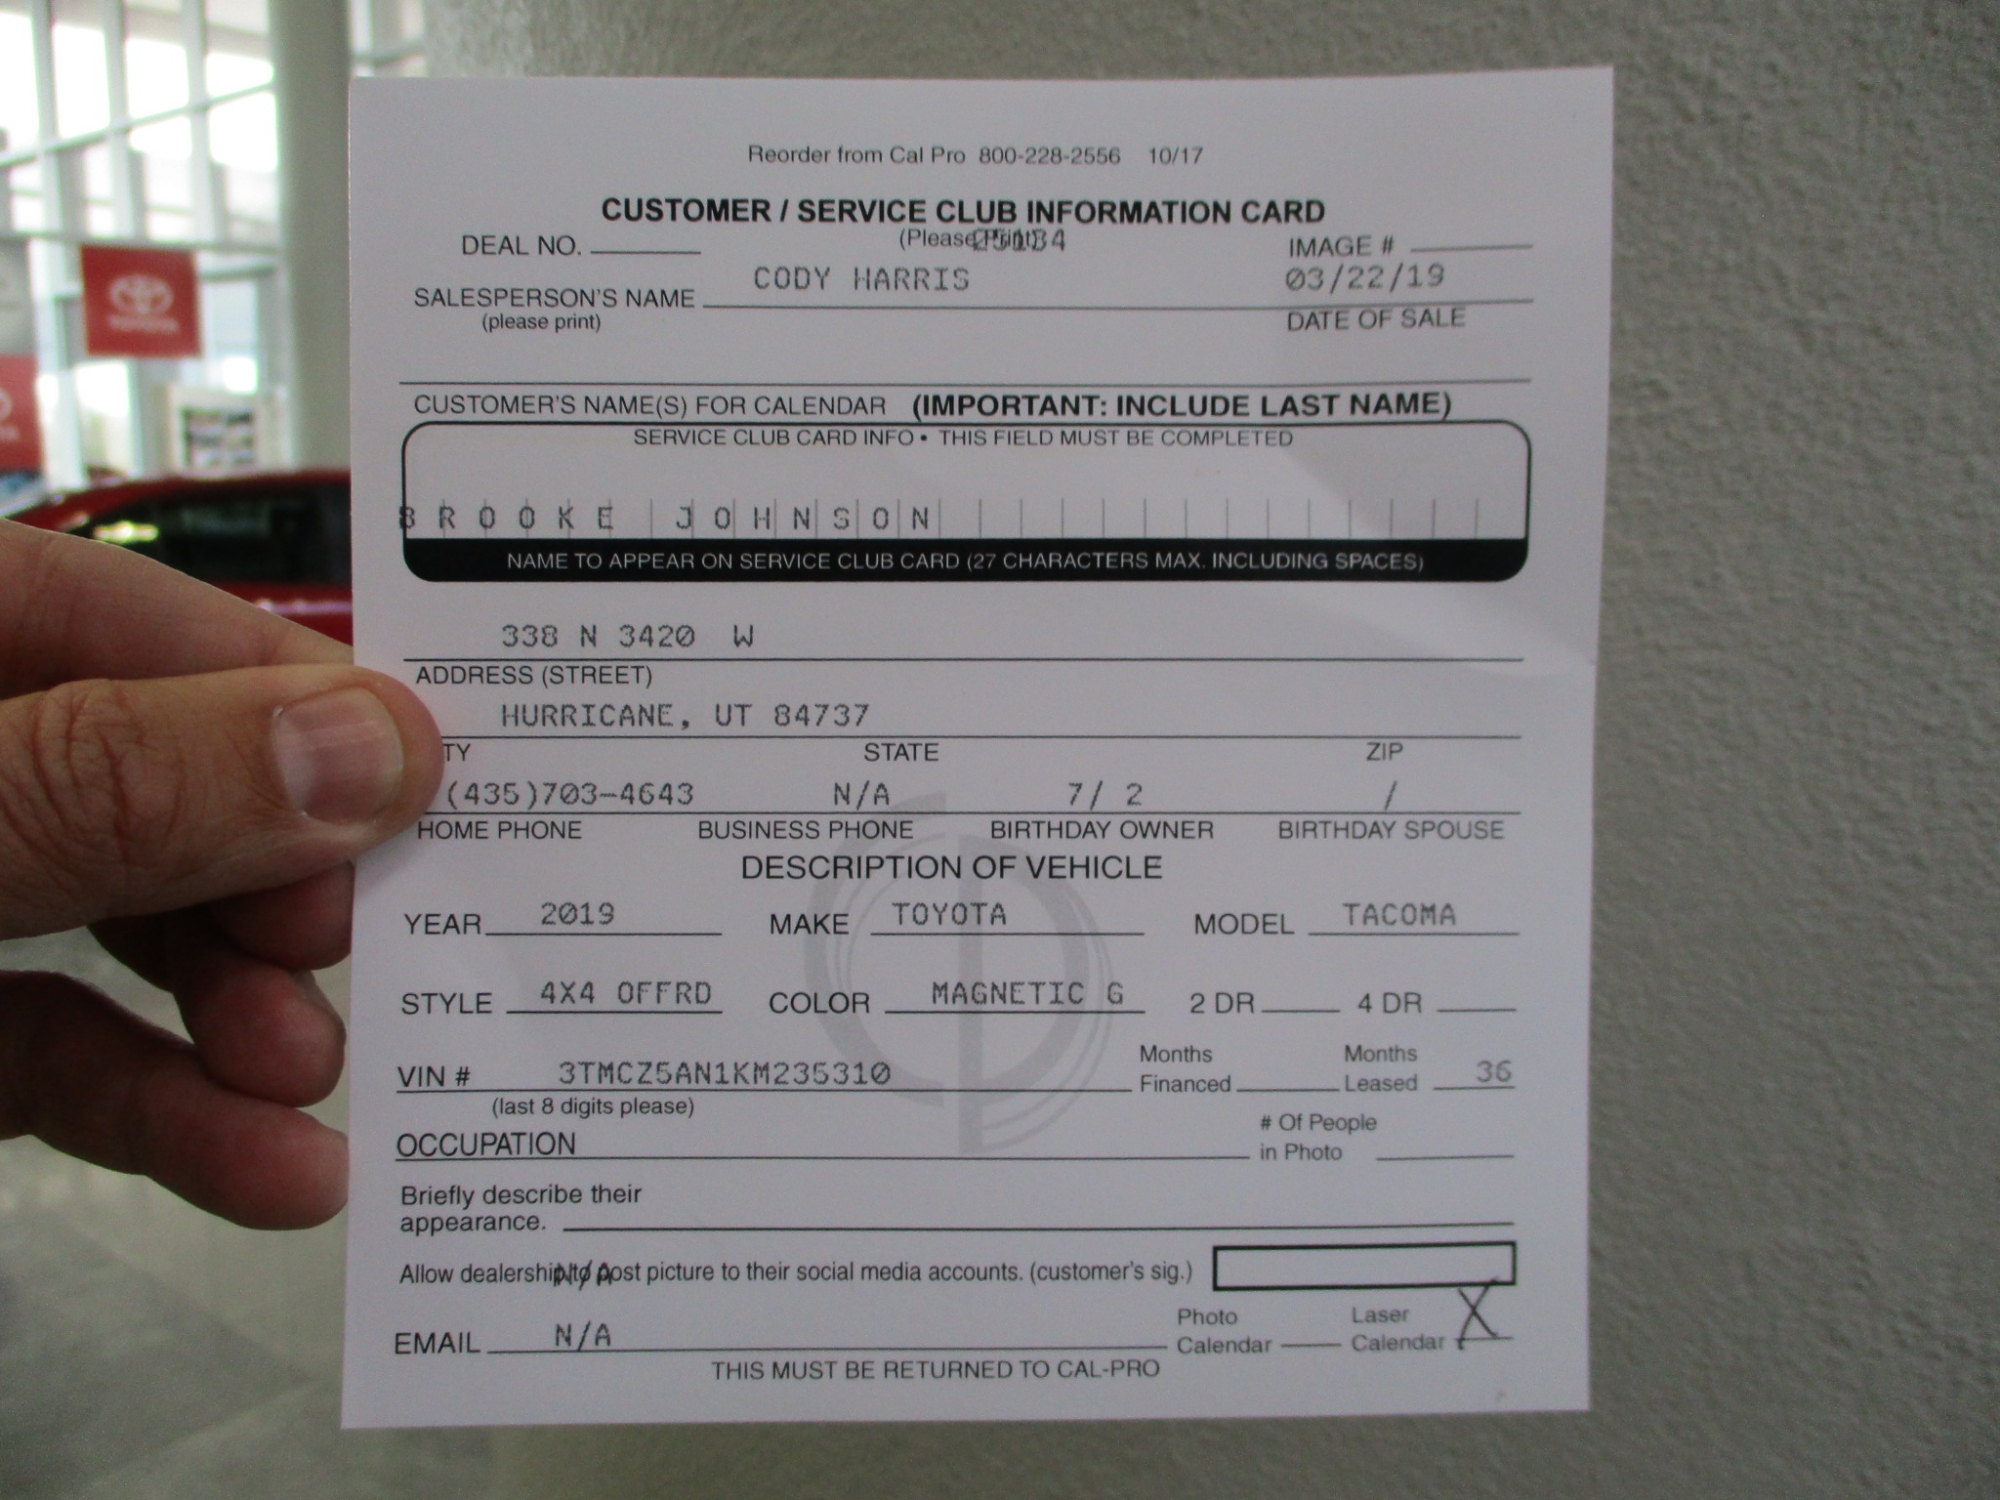 Reorder from Cal Pro 800-228-2556 10/17
CUSTOMER / SERVICE CLUB INFORMATION CARD
DEAL NO. (Please Print) IMAGE #
SALESPERSON'S NAME CODY HARRIS 03/22/19
(please print) DATE OF SALE
CUSTOMER'S NAME(S) FOR CALENDAR (IMPORTANT: INCLUDE LAST NAME)
SERVICE CLUB CARD INFO • THIS FIELD MUST BE COMPLETED
BROOKE JOHNSON
NAME TO APPEAR ON SERVICE CLUB CARD (27 CHARACTERS MAX. INCLUDING SPACES)
338 N 3420 W
ADDRESS (STREET)
HURRICANE, UT 84737
TY STATE ZIP
(435)703-4643 N/A 7/ 2 /
HOME PHONE BUSINESS PHONE BIRTHDAY OWNER BIRTHDAY SPOUSE
DESCRIPTION OF VEHICLE
YEAR 2019 MAKE TOYOTA MODEL TACOMA
STYLE 4X4 OFFRD COLOR MAGNETIC G 2 DR 4 DR
VIN # 3TMCZ5AN1KM235310 Months Financed Months Leased 36
(last 8 digits please)
OCCUPATION # Of People in Photo
Briefly describe their
appearance.
Allow dealership to post picture to their social media accounts. (customer's sig.)
N/A
EMAIL N/A Photo Calendar Laser Calendar X
THIS MUST BE RETURNED TO CAL-PRO
TOYOTA